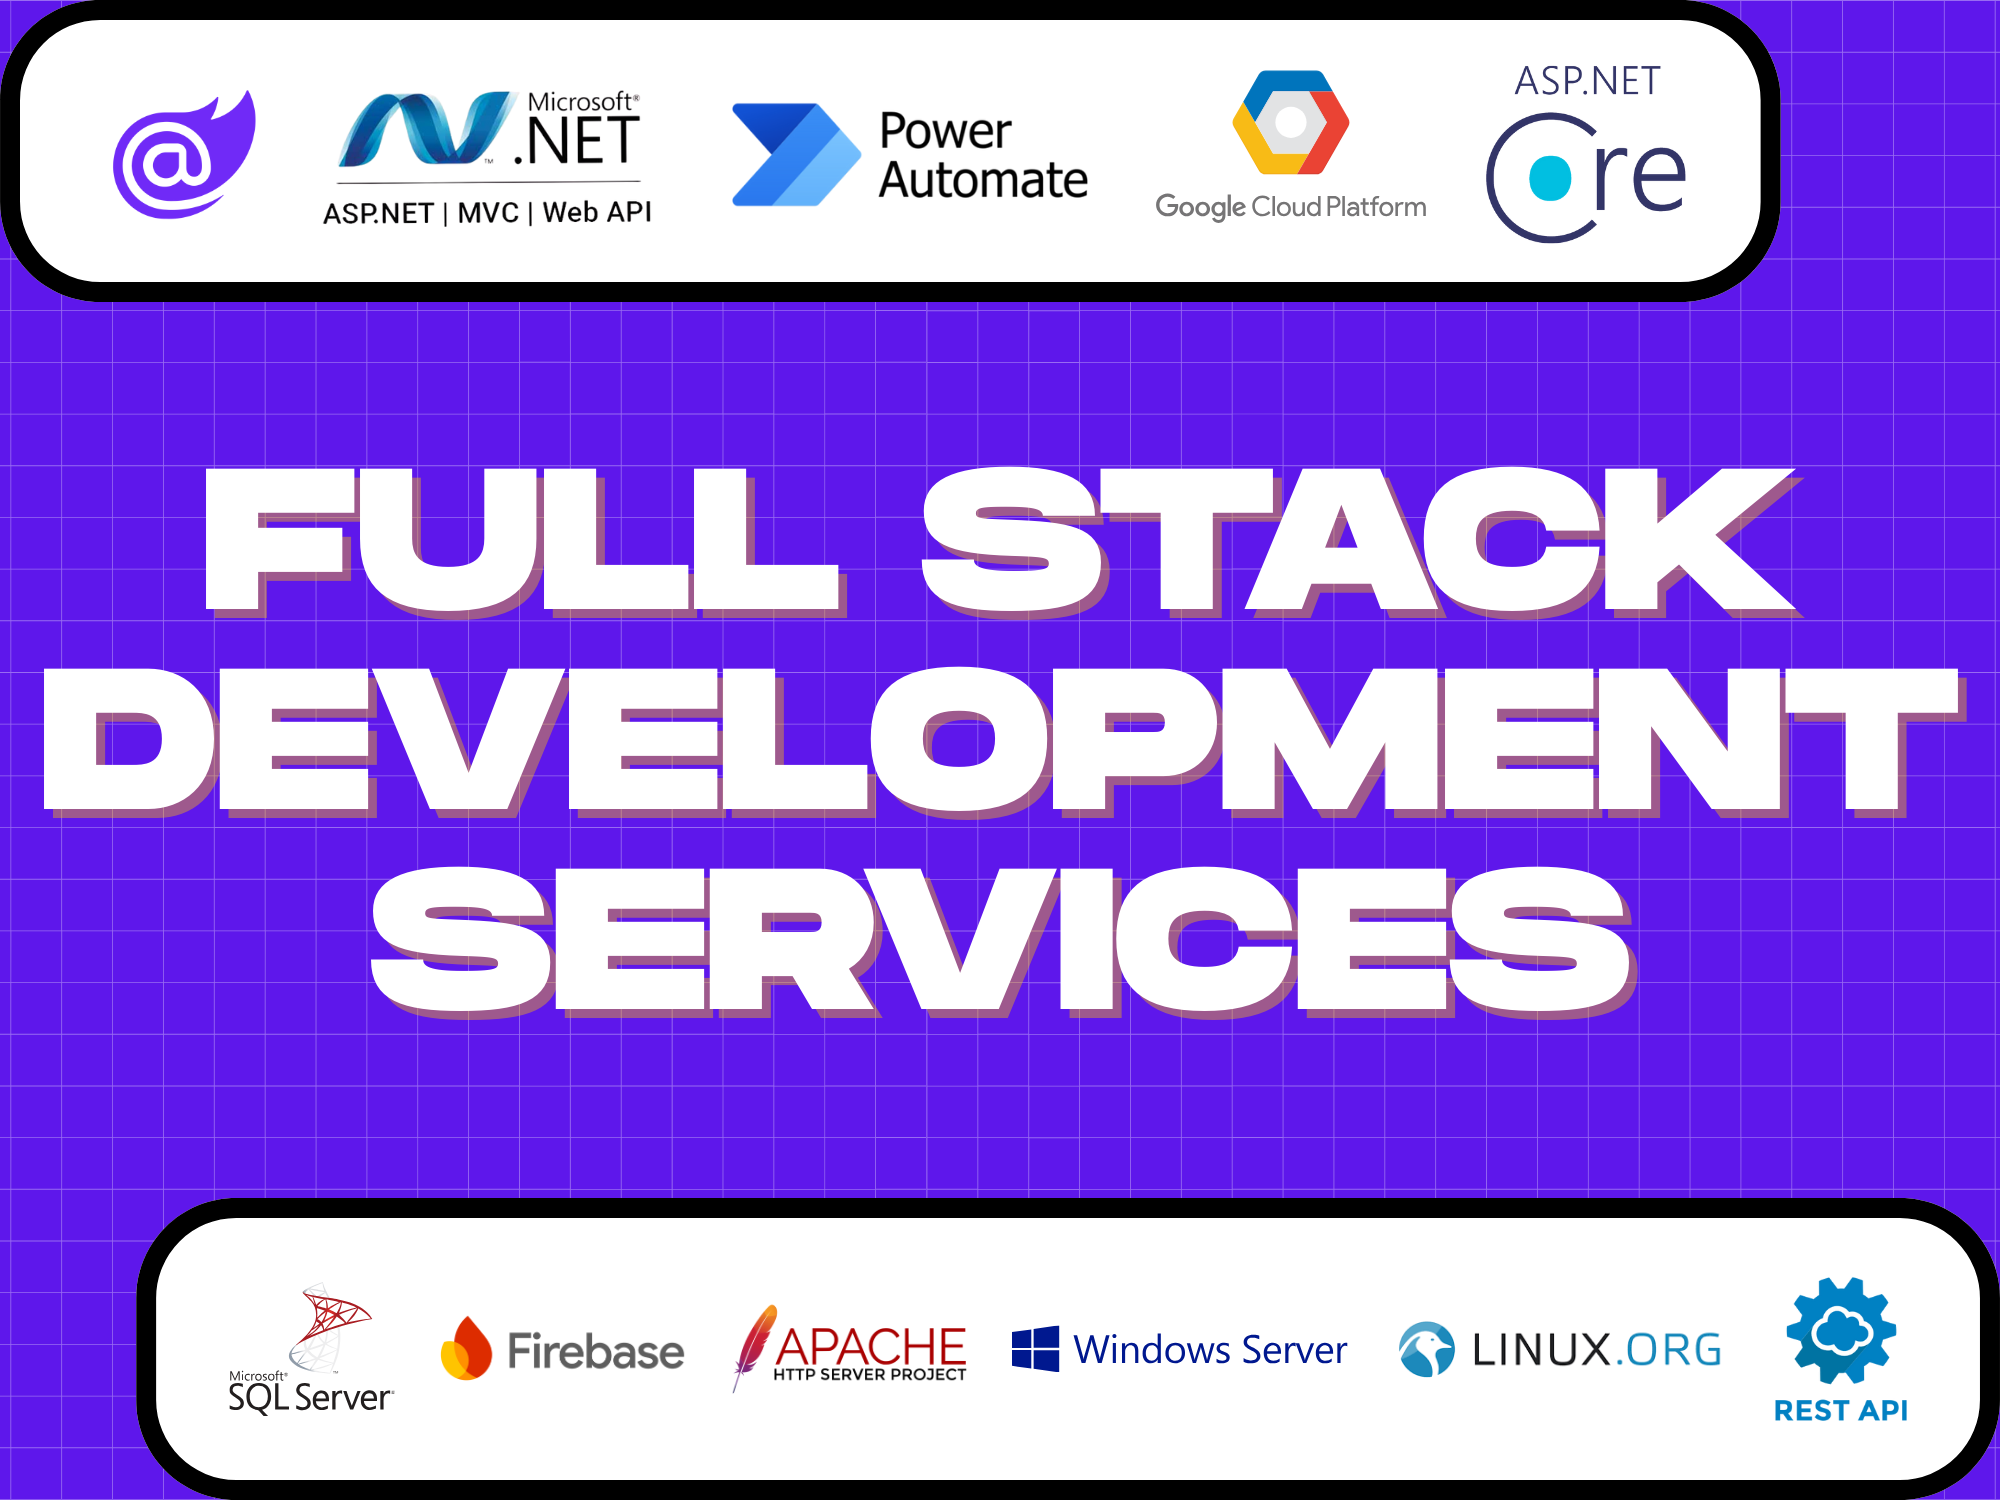 @
Microsoft®
.NET
™
ASP.NET | MVC | Web API
Power
Automate
Google Cloud Platform
ASP.NET
Core
FULL STACK
DEVELOPMENT
SERVICES
Microsoft®
SQL Server®
Firebase
APACHE
HTTP SERVER PROJECT
Windows Server
LINUX.ORG
REST API